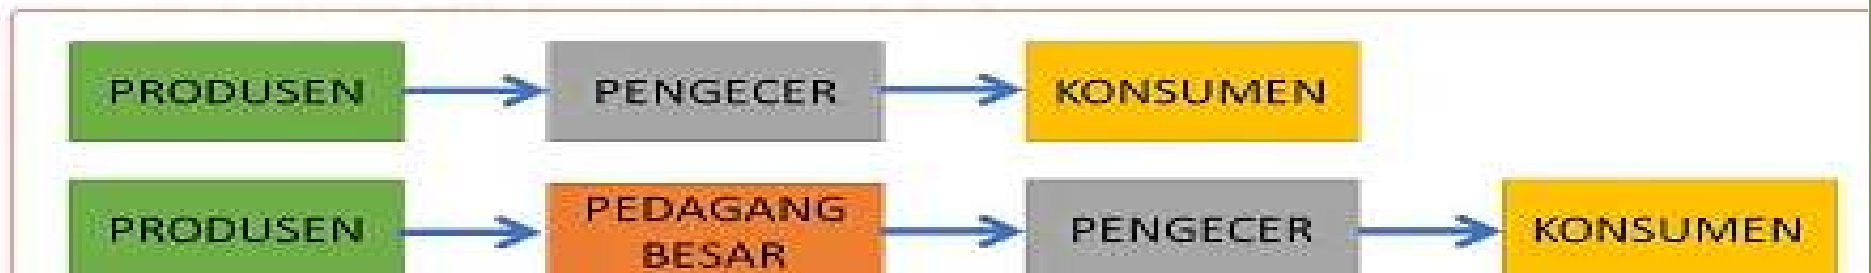 PRODUSEN PENGECER KONSUMEN
PRODUSEN PEDAGANG BESAR PENGECER KONSUMEN